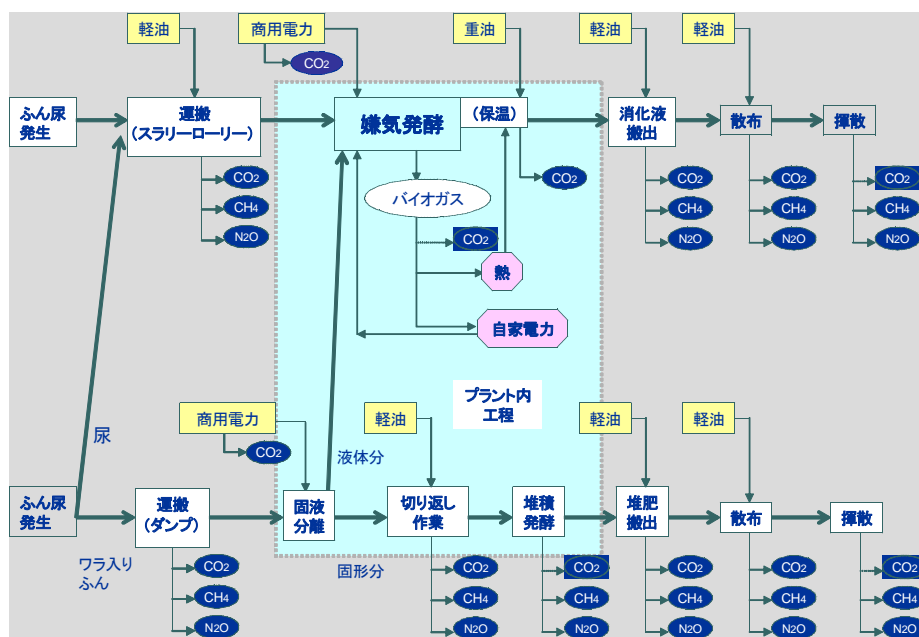 軽油
商用電力
重油
軽油
軽油
CO2
ふん尿
発生
運搬
(スラリーローリー)
嫌気発酵
(保温)
消化液
搬出
散布
揮散
CO2
CH4
N2O
バイオガス
CO2
CO2
CH4
N2O
CO2
CH4
N2O
CO2
CH4
N2O
CO2
熱
自家電力
プラント内
工程
商用電力
軽油
軽油
軽油
CO2
尿
液体分
ふん尿
発生
運搬
(ダンプ)
固液
分離
切り返し
作業
堆積
発酵
堆肥
搬出
散布
揮散
ワラ入り
ふん
固形分
CO2
CH4
N2O
CO2
CH4
N2O
CO2
CH4
N2O
CO2
CH4
N2O
CO2
CH4
N2O
CO2
CH4
N2O